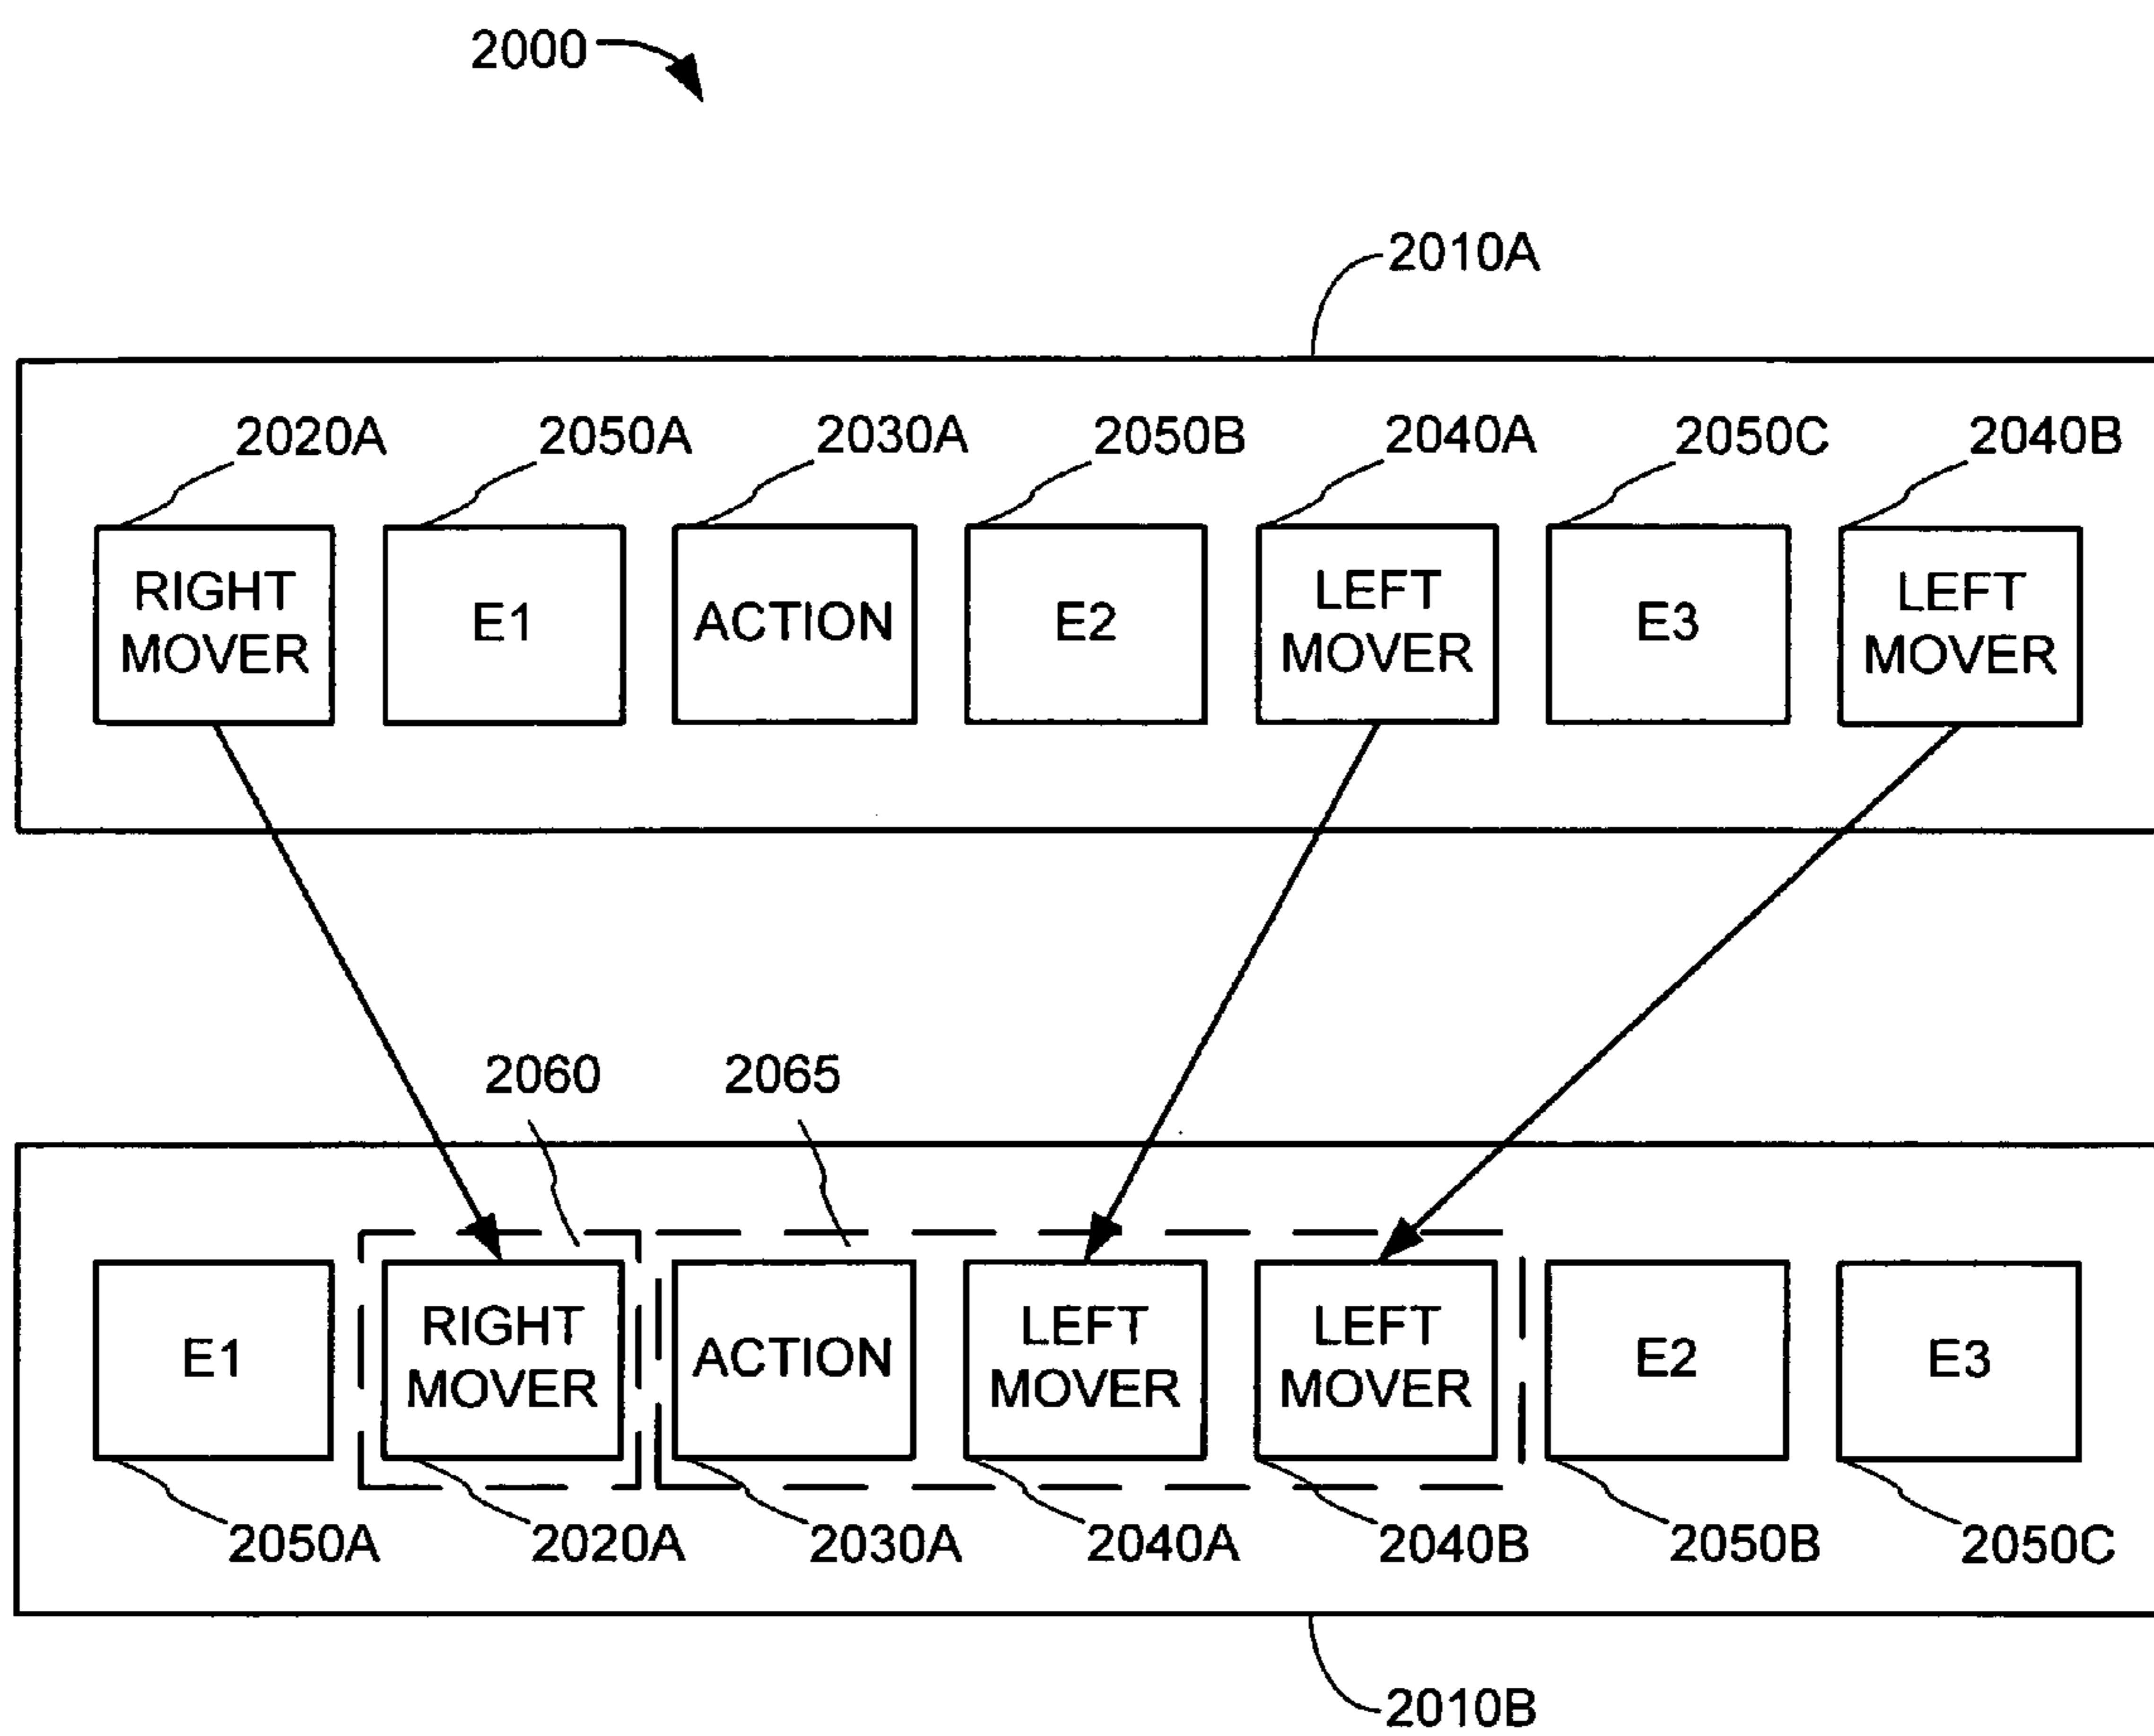 2000
2010A
2020A 2050A 2030A 2050B 2040A 2050C 2040B
RIGHT MOVER
E1
ACTION
E2
LEFT MOVER
E3
LEFT MOVER
2060 2065
E1
RIGHT MOVER
ACTION
LEFT MOVER
LEFT MOVER
E2
E3
2050A 2020A 2030A 2040A 2040B 2050B 2050C
2010B